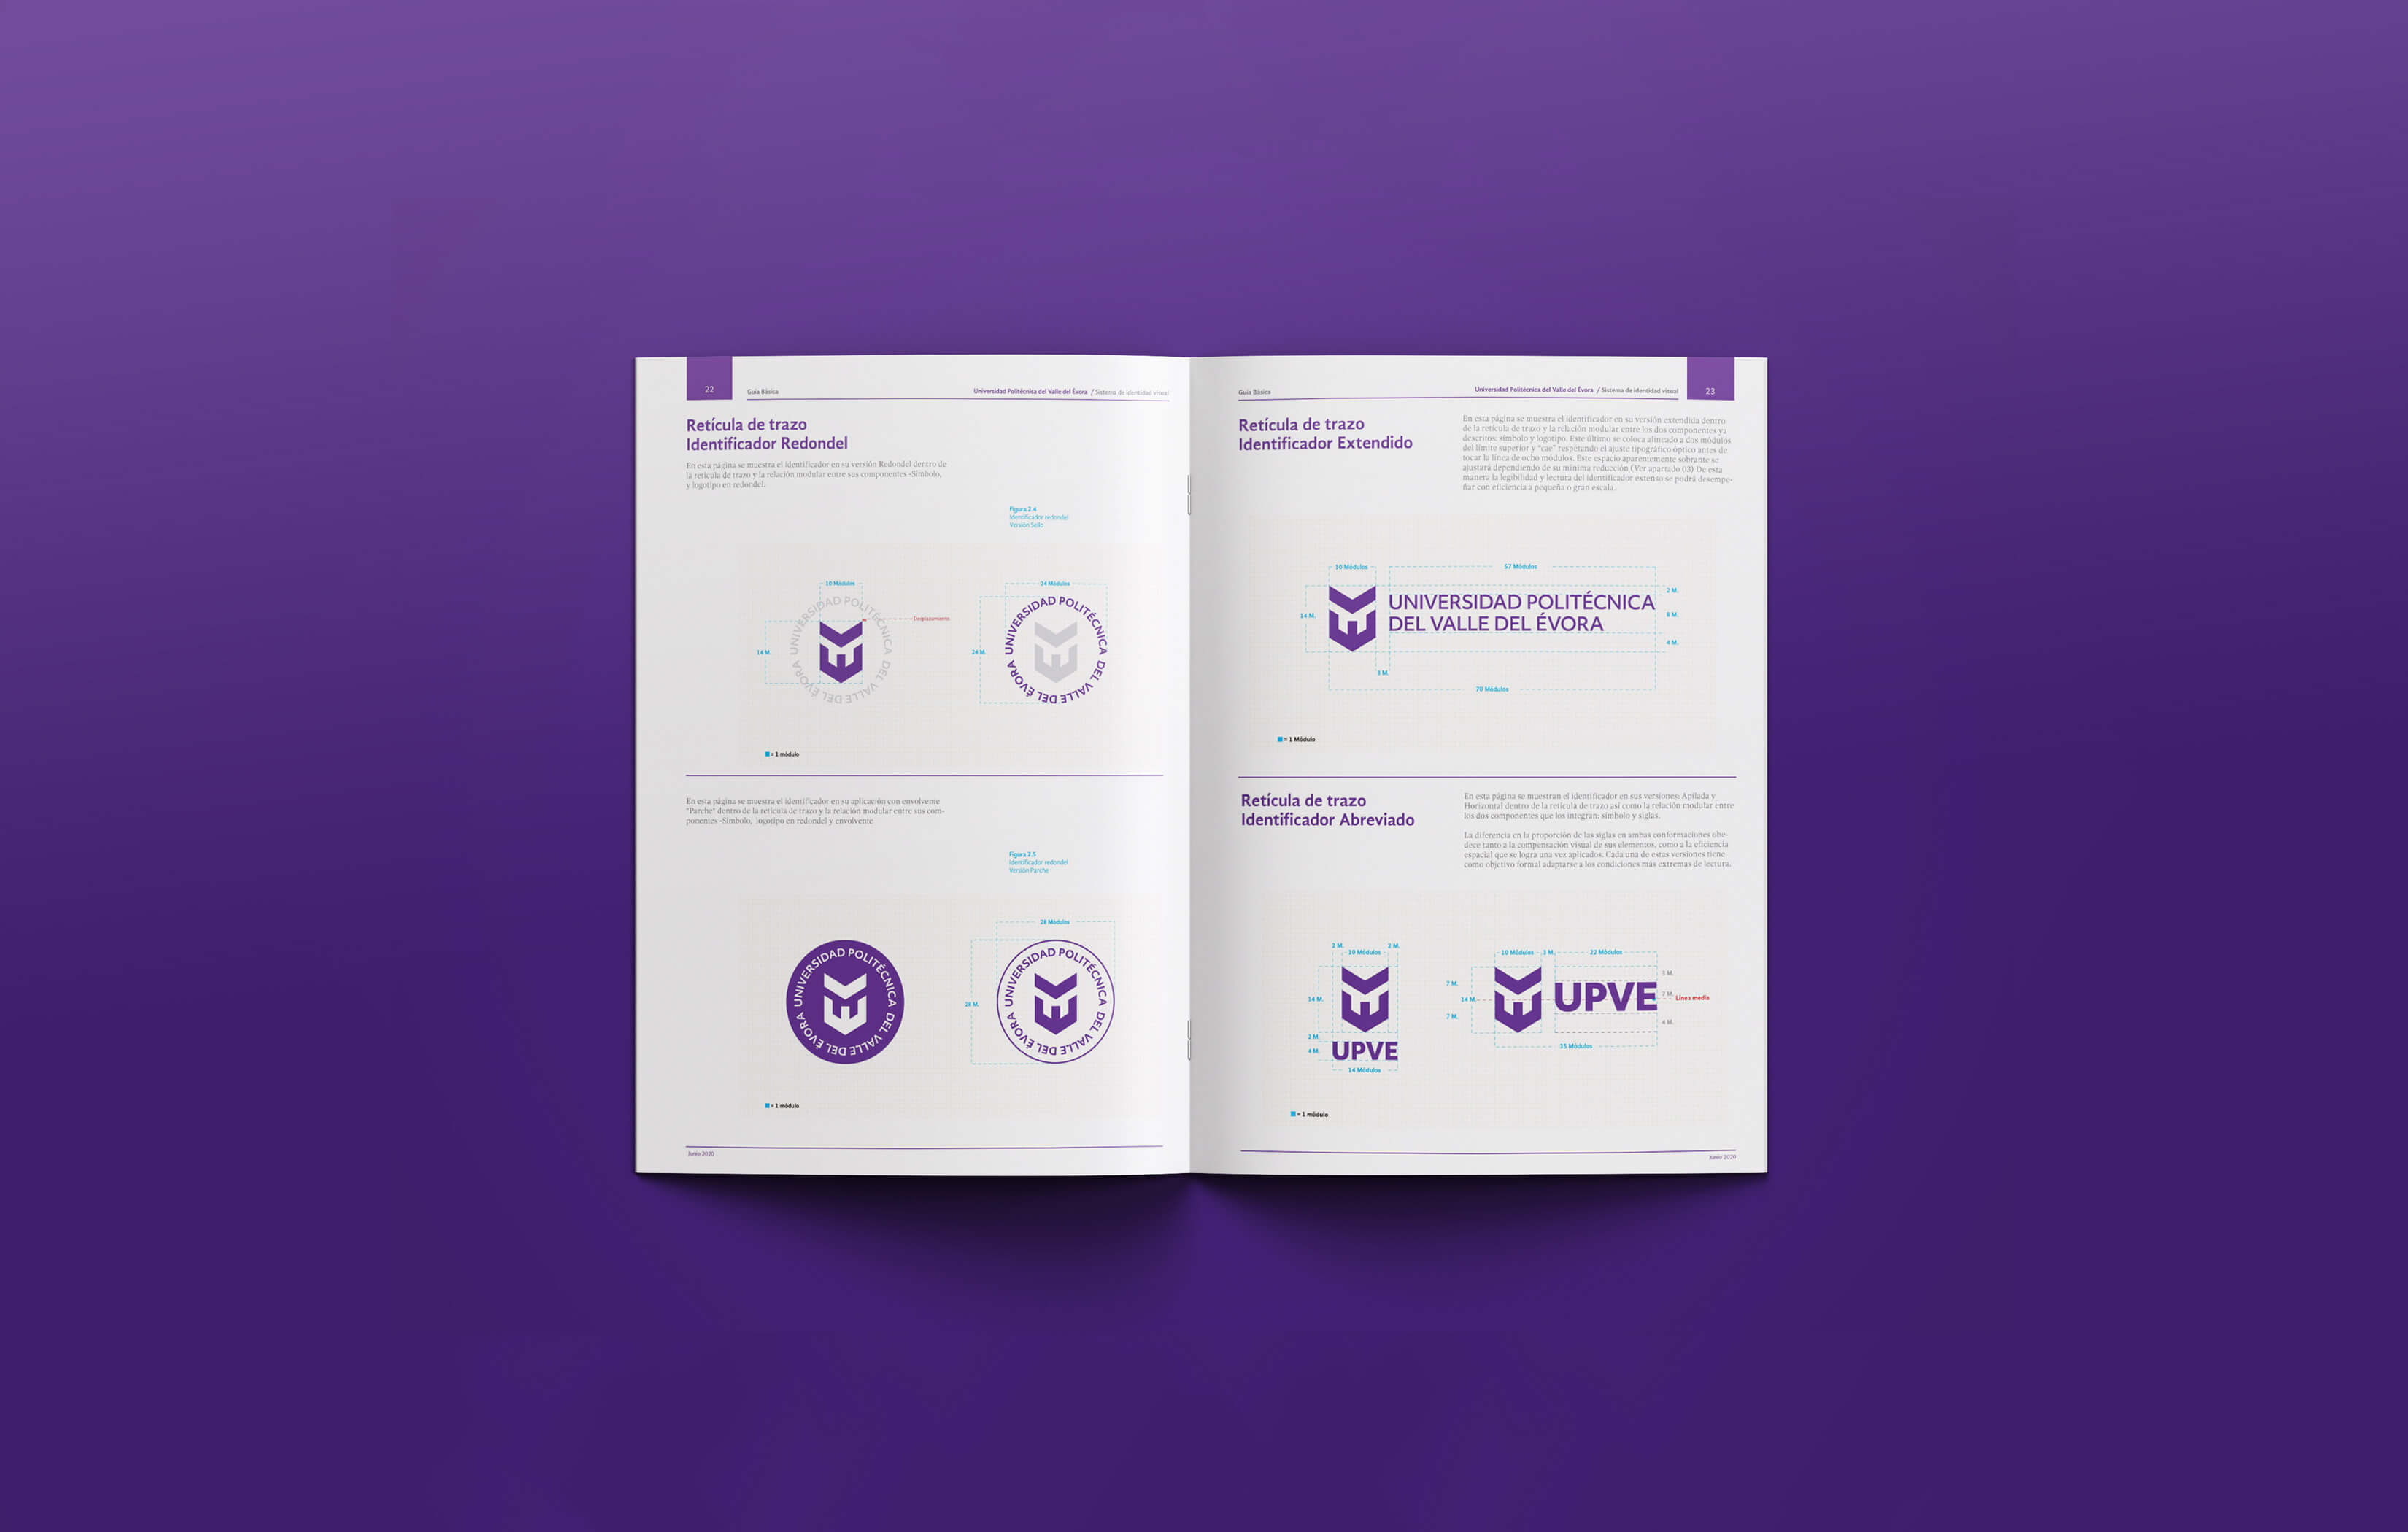 22
Guía Básica
Universidad Politécnica del Valle del Évora / Sistema de identidad visual
Retícula de trazo
Identificador Redondel
En esta página se muestra el identificador en su versión Redondel dentro de
la retícula de trazo y la relación modular entre sus componentes -Símbolo,
y logotipo en redondel.
Figura 2.4
Identificador redondel
Versión Sello
10 Módulos
UNIVERSIDAD POLITÉCNICA DEL VALLE DEL ÉVORA
Desplazamiento
14 M.
24 Módulos
UNIVERSIDAD POLITÉCNICA DEL VALLE DEL ÉVORA
24 M.
= 1 módulo
En esta página se muestra el identificador en su aplicación con envolvente
"Parche" dentro de la retícula de trazo y la relación modular entre sus com-
ponentes -Símbolo, logotipo en redondel y envolvente
Figura 2.5
Identificador redondel
Versión Parche
UNIVERSIDAD POLITÉCNICA DEL VALLE DEL ÉVORA
28 Módulos
UNIVERSIDAD POLITÉCNICA DEL VALLE DEL ÉVORA
28 M.
= 1 módulo
Junio 2020
Guía Básica
Universidad Politécnica del Valle del Évora / Sistema de identidad visual
23
Retícula de trazo
Identificador Extendido
En esta página se muestra el identificador en su versión extendida dentro
de la retícula de trazo y la relación modular entre los dos componentes ya
descritos: símbolo y logotipo. Este último se coloca alineado a dos módulos
del límite superior y "cae" respetando el ajuste tipográfico óptico antes de
tocar la línea de ocho módulos. Este espacio aparentemente sobrante se
ajustará dependiendo de su mínima reducción (Ver apartado 03) De esta
manera la legibilidad y lectura del identificador extenso se podrá desempe-
ñar con eficiencia a pequeña o gran escala.
10 Módulos
57 Módulos
2 M.
UNIVERSIDAD POLITÉCNICA
14 M.
8 M.
DEL VALLE DEL ÉVORA
4 M.
3 M.
70 Módulos
= 1 Módulo
Retícula de trazo
Identificador Abreviado
En esta página se muestran el identificador en sus versiones: Apilada y
Horizontal dentro de la retícula de trazo así como la relación modular entre
los dos componentes que los integran: símbolo y siglas.
La diferencia en la proporción de las siglas en ambas conformaciones obe-
dece tanto a la compensación visual de sus elementos, como a la eficiencia
espacial que se logra una vez aplicados. Cada una de estas versiones tiene
como objetivo formal adaptarse a los condiciones más extremas de lectura.
2 M.
2 M.
10 Módulos
14 M.
2 M.
4 M.
UPVE
14 Módulos
10 Módulos
3 M.
22 Módulos
3 M.
7 M.
7 M.
Línea media
14 M.
UPVE
7 M.
4 M.
35 Módulos
= 1 módulo
Junio 2020